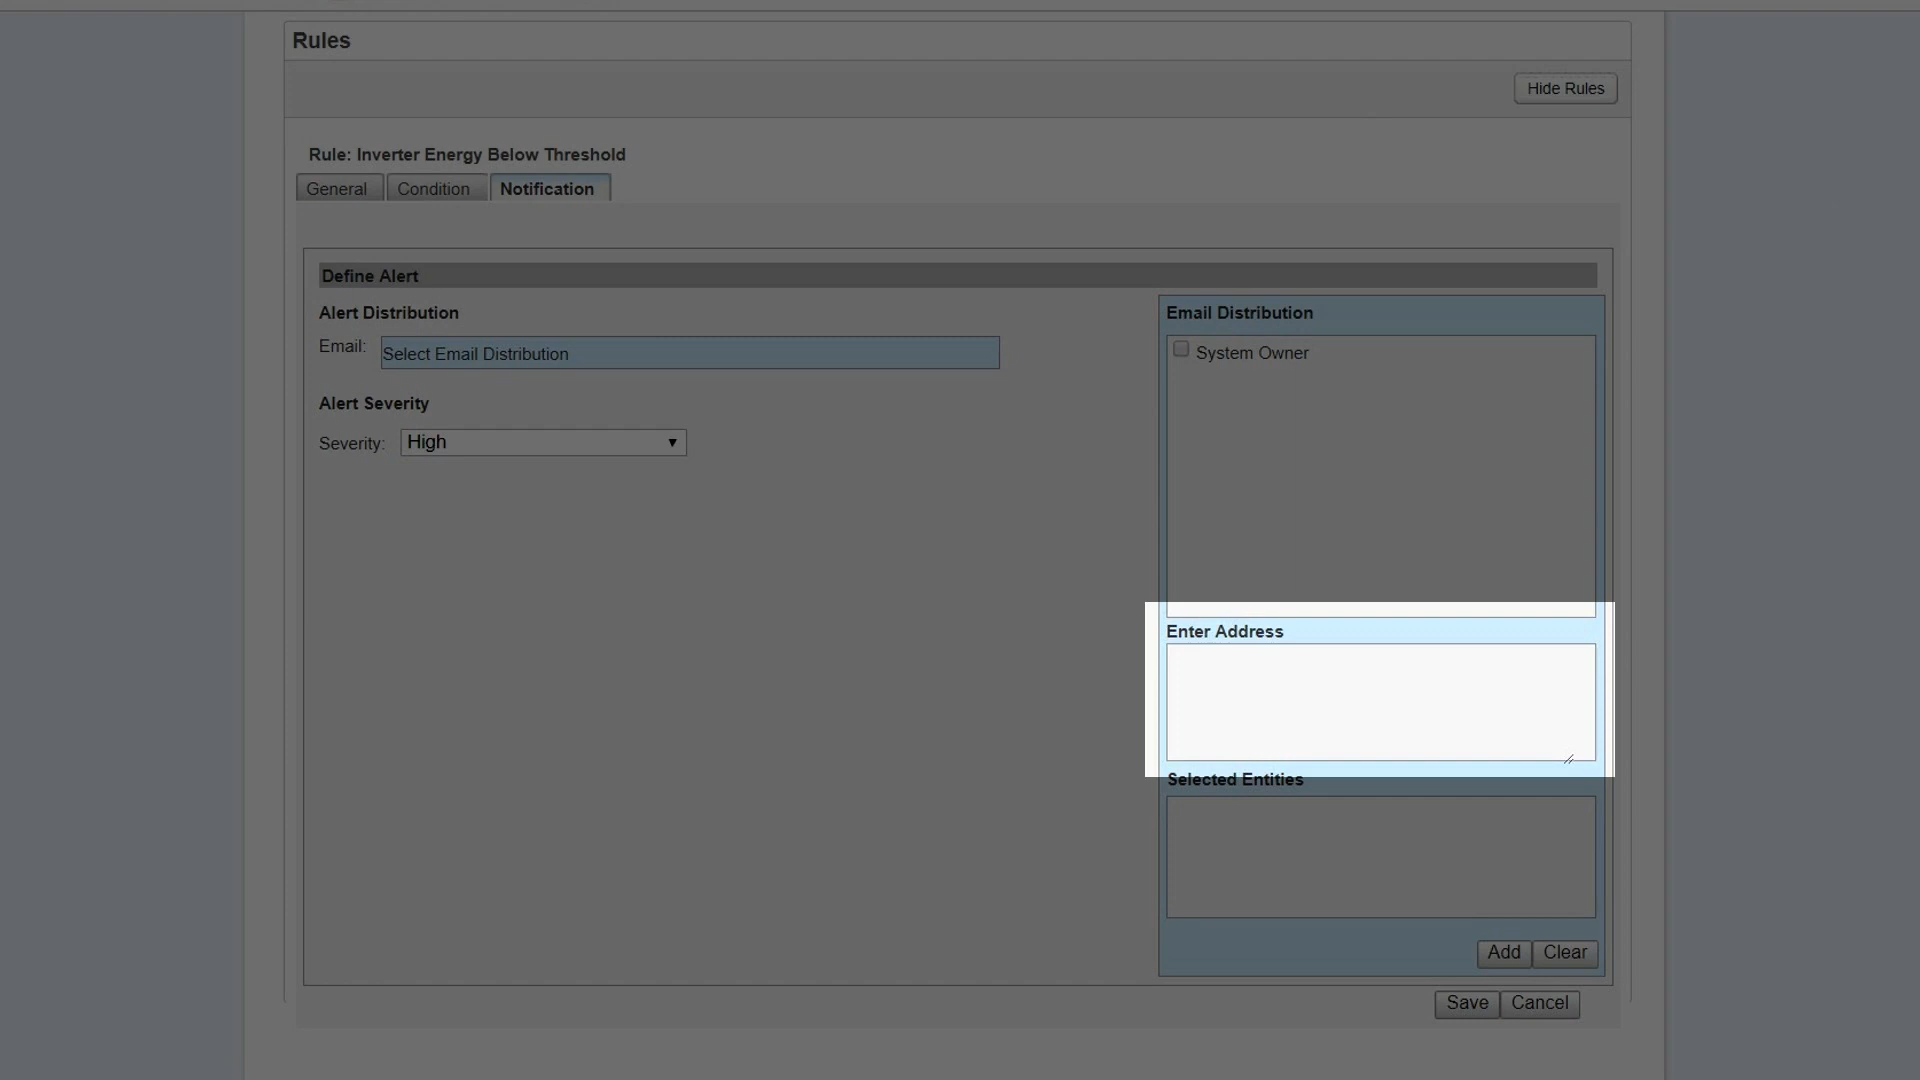 Rules
Hide Rules
Rule: Inverter Energy Below Threshold
General Condition Notification
Define Alert
Alert Distribution
Email: Select Email Distribution
Alert Severity
Severity: High
Email Distribution
System Owner
Enter Address
Selected Entities
Add Clear
Save Cancel